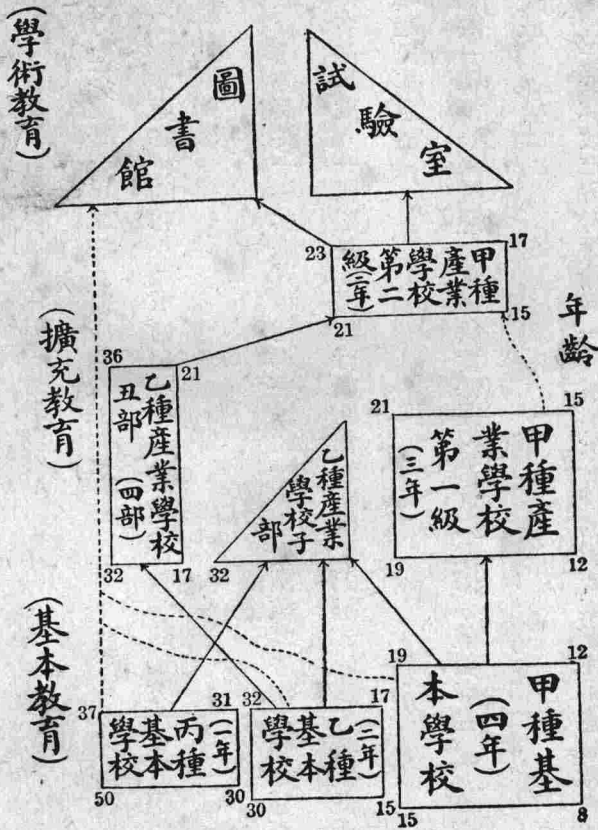 (學術教育)
圖書館
試驗室
23
17
甲種
產業
學校
第二
級(二年)
21
15
年齡
(擴充教育)
36
21
乙種產業學校
丑部 (四部)
32
17
乙種產業
學校子
部
32
21
15
甲種產
業學校
第一級
(三年)
19
12
(基本教育)
37
31
(一年)
丙種
基本
學校
50
30
32
17
(二年)
乙種
基本
學校
30
15
19
12
甲種基
(四年)
本學校
15
8